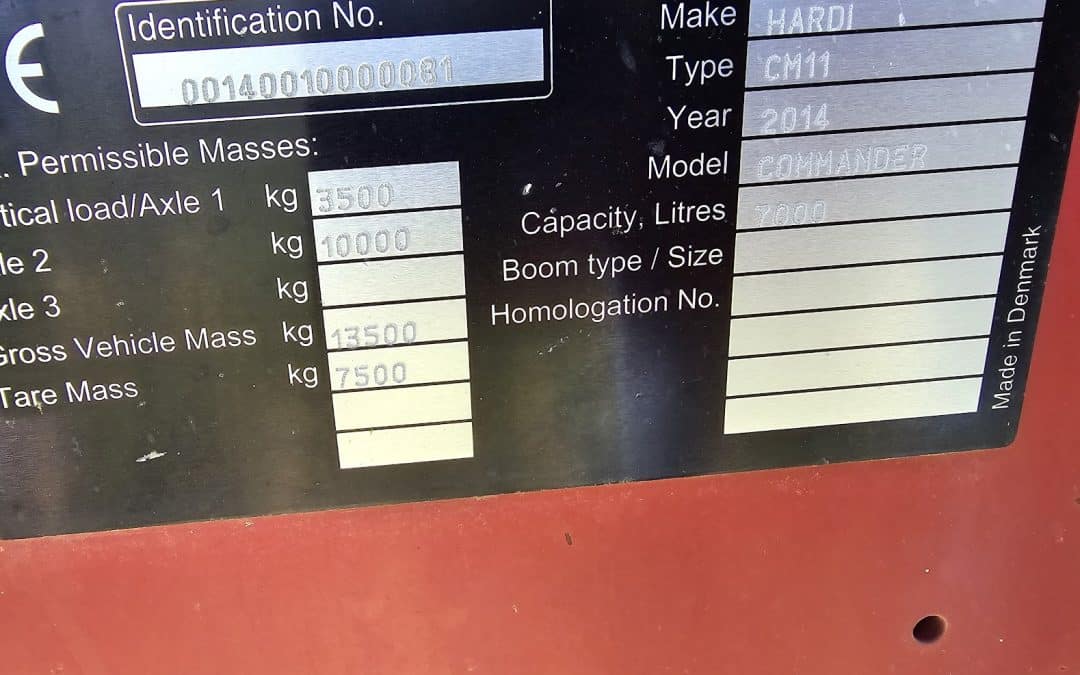 CE
Identification No.
00140010000081
. Permissible Masses:
tical load/Axle 1 kg 3500
le 2 kg 10000
xle 3 kg
Gross Vehicle Mass kg 13500
Tare Mass kg 7500
Make HARDI
Type CM11
Year 2014
Model COMMANDER
Capacity, Litres 7000
Boom type / Size
Homologation No.
Made in Denmark